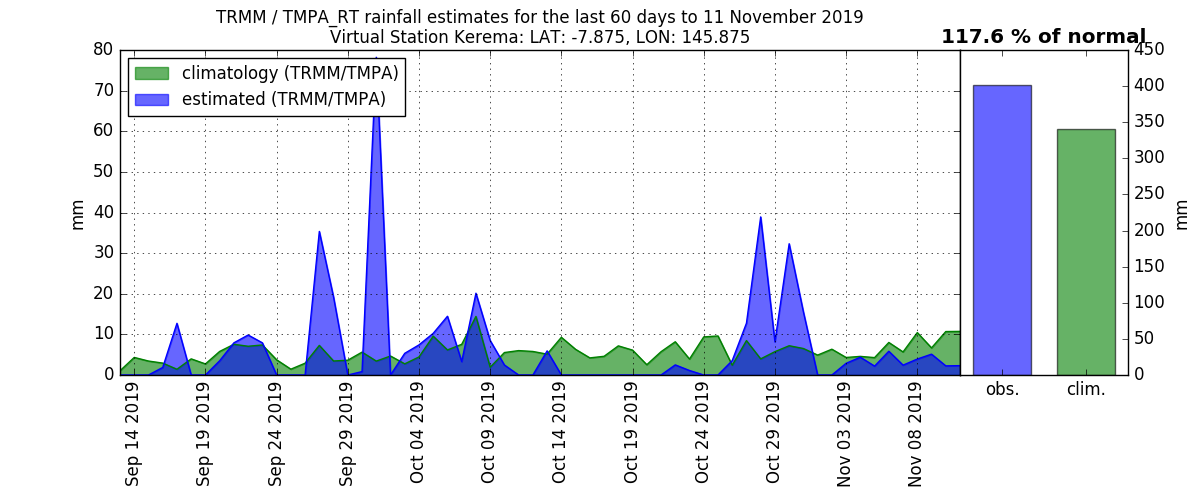 TRMM / TMPA_RT rainfall estimates for the last 60 days to 11 November 2019
Virtual Station Kerema: LAT: -7.875, LON: 145.875
117.6 % of normal
climatology (TRMM/TMPA)
estimated (TRMM/TMPA)
mm
80
70
60
50
40
30
20
10
0
Sep 14 2019
Sep 19 2019
Sep 24 2019
Sep 29 2019
Oct 04 2019
Oct 09 2019
Oct 14 2019
Oct 19 2019
Oct 24 2019
Oct 29 2019
Nov 03 2019
Nov 08 2019
obs.
clim.
450
400
350
300
250
200
150
100
50
0
mm